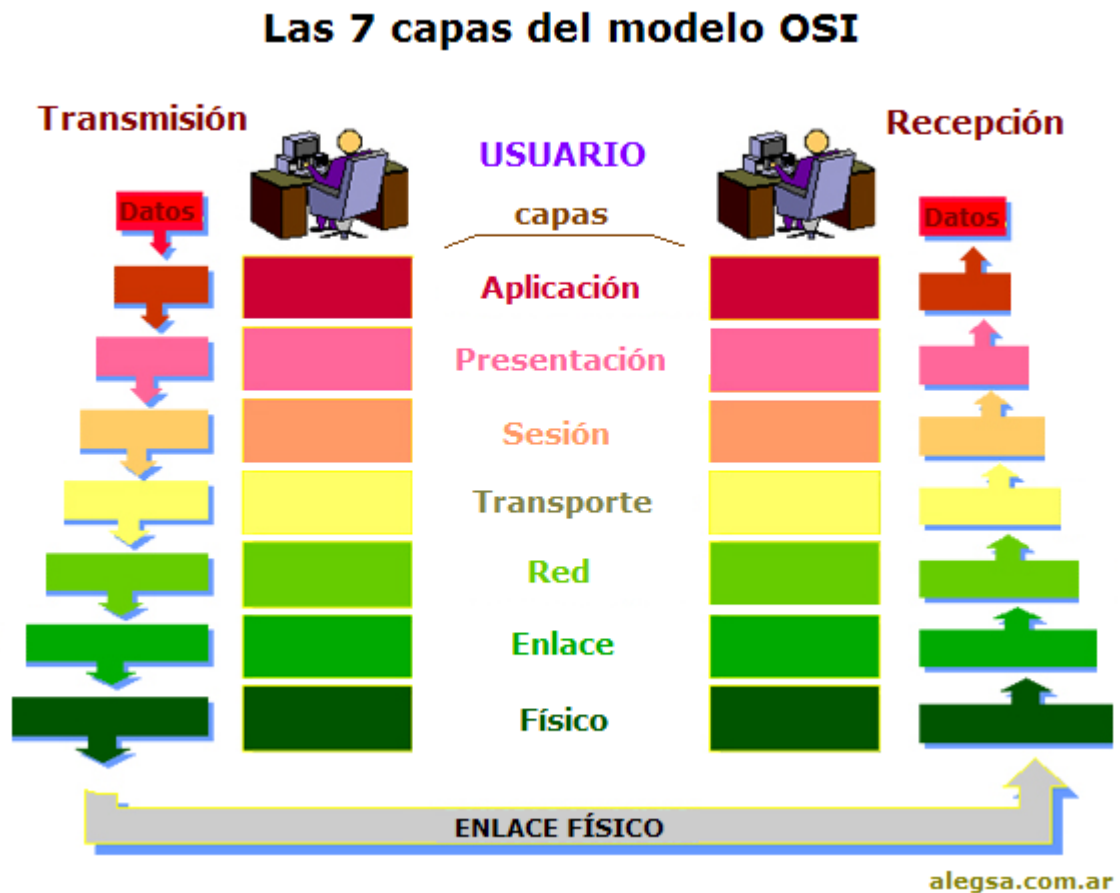 Las 7 capas del modelo OSI
Transmisión
Recepción
USUARIO
capas
Datos
Datos
Aplicación
Presentación
Sesión
Transporte
Red
Enlace
Físico
ENLACE FÍSICO
alegsa.com.ar